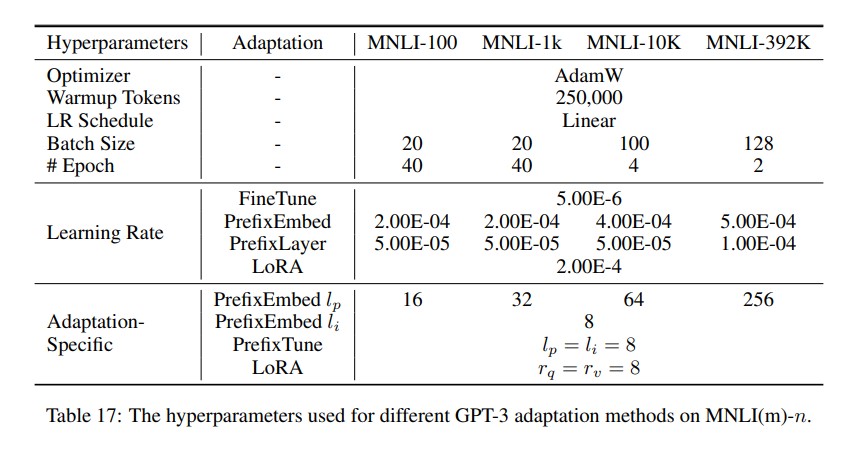 Hyperparameters Adaptation MNLI-100 MNLI-1k MNLI-10K MNLI-392K
Optimizer - AdamW
Warmup Tokens - 250,000
LR Schedule - Linear
Batch Size - 20 20 100 128
# Epoch - 40 40 4 2
Learning Rate FineTune 5.00E-6
PrefixEmbed 2.00E-04 2.00E-04 4.00E-04 5.00E-04
PrefixLayer 5.00E-05 5.00E-05 5.00E-05 1.00E-04
LoRA 2.00E-4
Adaptation-Specific PrefixEmbed l_p 16 32 64 256
PrefixEmbed l_i 8
PrefixTune l_p = l_i = 8
LoRA r_q = r_v = 8
Table 17: The hyperparameters used for different GPT-3 adaptation methods on MNLI(m)-n.